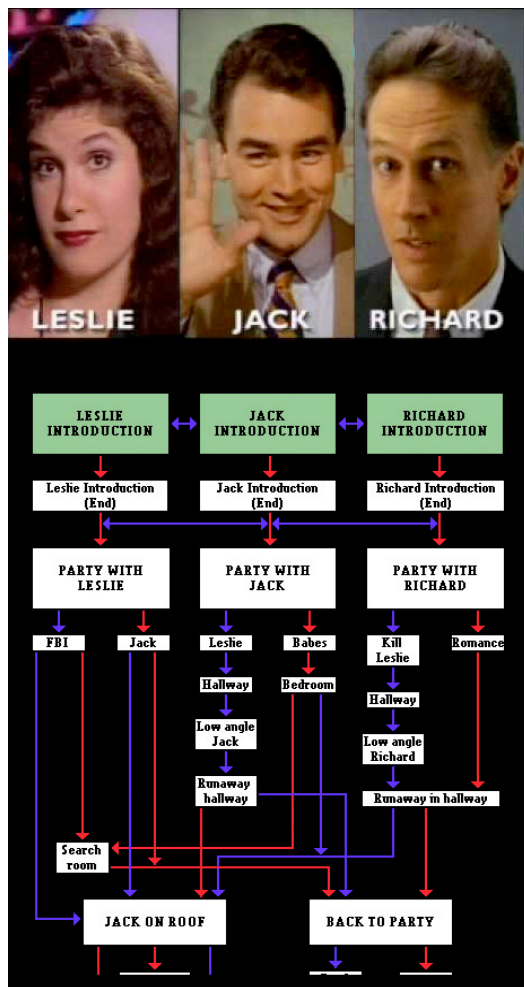 LESLIE
JACK
RICHARD
LESLIE
INTRODUCTION
JACK
INTRODUCTION
RICHARD
INTRODUCTION
Leslie Introduction
(End)
Jack Introduction
(End)
Richard Introduction
(End)
PARTY WITH
LESLIE
PARTY WITH
JACK
PARTY WITH
RICHARD
FBI
Jack
Leslie
Babes
Kill
Leslie
Romance
Hallway
Bedroom
Hallway
Low angle
Jack
Low angle
Richard
Runaway
hallway
Runaway in hallway
Search
room
JACK ON ROOF
BACK TO PARTY